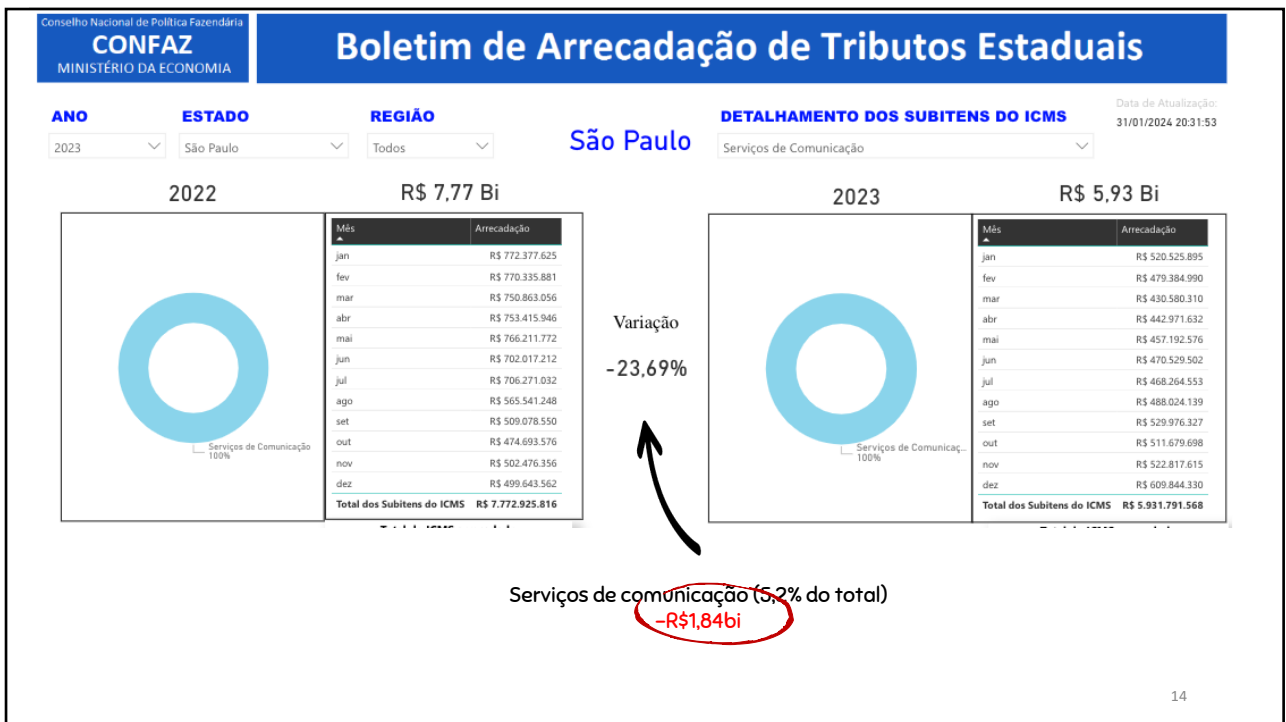 Conselho Nacional de Política Fazendária
CONFAZ
MINISTÉRIO DA ECONOMIA
Boletim de Arrecadação de Tributos Estaduais
ANO
2023
ESTADO
São Paulo
REGIÃO
Todos
São Paulo
DETALHAMENTO DOS SUBITENS DO ICMS
Serviços de Comunicação
Data de Atualização:
31/01/2024 20:31:53
2022
R$ 7,77 Bi
Serviços de Comunicação
100%
Mês Arrecadação
jan R$ 772.377.625
fev R$ 770.335.881
mar R$ 750.863.056
abr R$ 753.415.946
mai R$ 766.211.772
jun R$ 702.017.212
jul R$ 706.271.032
ago R$ 565.541.248
set R$ 509.078.550
out R$ 474.693.576
nov R$ 502.476.356
dez R$ 499.643.562
Total dos Subitens do ICMS R$ 7.772.925.816
Variação
-23,69%
2023
R$ 5,93 Bi
Serviços de Comunicaç...
100%
Mês Arrecadação
jan R$ 520.525.895
fev R$ 479.384.990
mar R$ 430.580.310
abr R$ 442.971.632
mai R$ 457.192.576
jun R$ 470.529.502
jul R$ 468.264.553
ago R$ 488.024.139
set R$ 529.976.327
out R$ 511.679.698
nov R$ 522.817.615
dez R$ 609.844.330
Total dos Subitens do ICMS R$ 5.931.791.568
Serviços de comunicação (5,2% do total)
-R$1,84bi
14